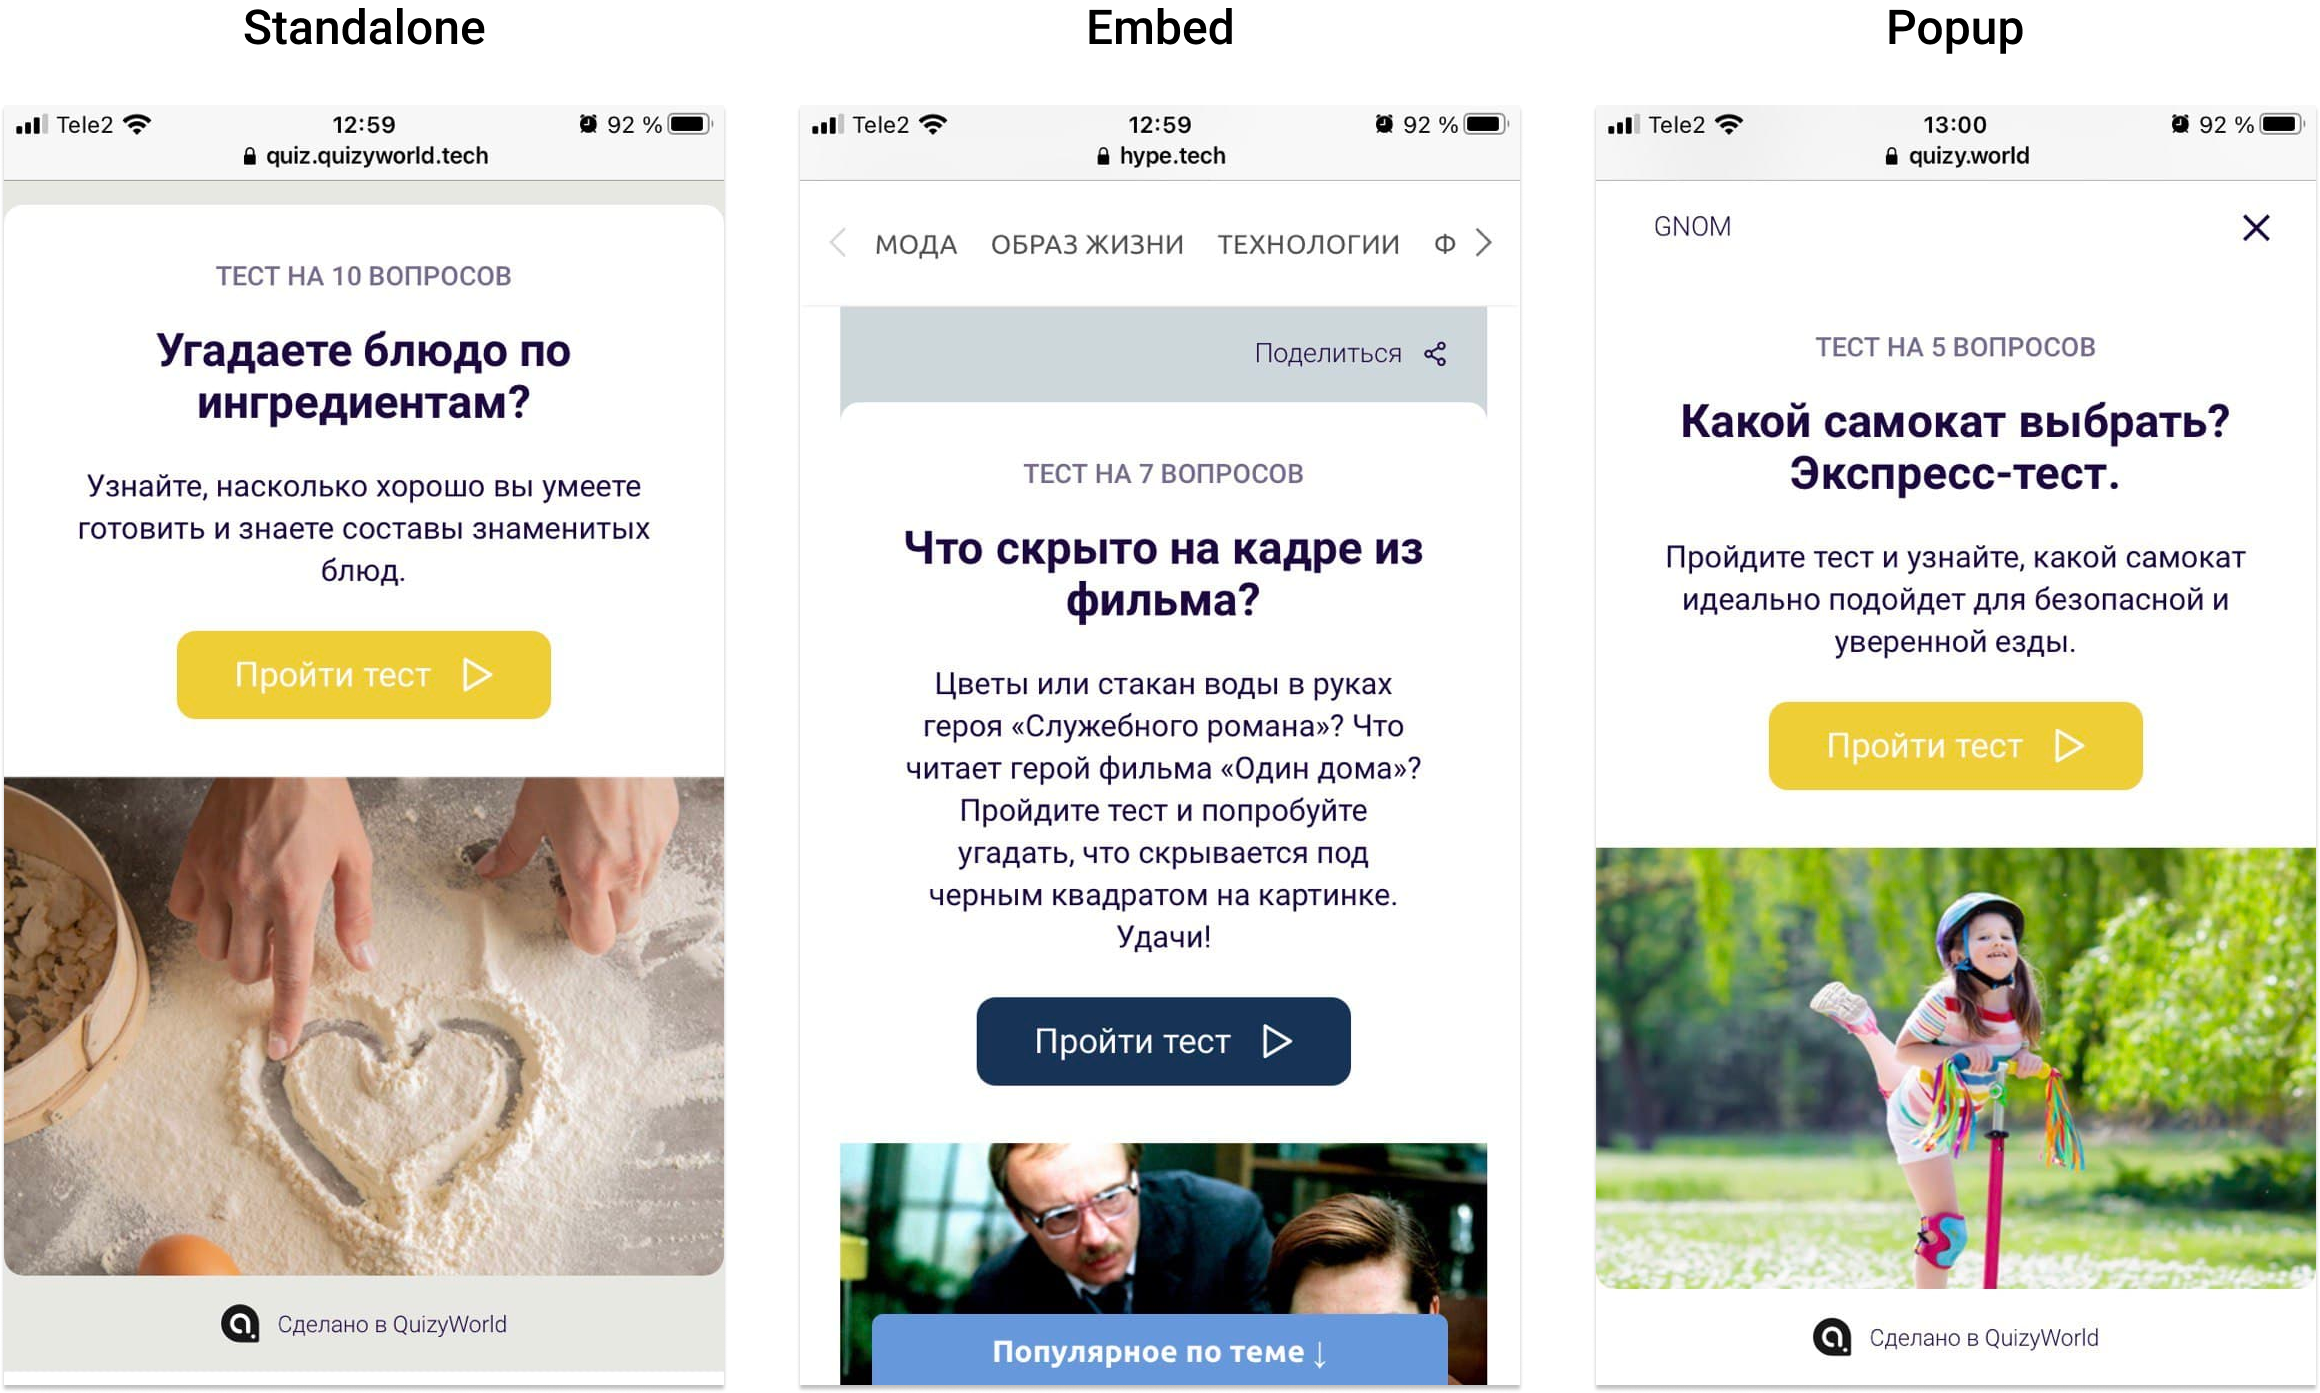 Standalone
Embed
Popup
Tele2
12:59
92 %
quiz.quizyworld.tech
ТЕСТ НА 10 ВОПРОСОВ
Угадаете блюдо по
ингредиентам?
Узнайте, насколько хорошо вы умеете
готовить и знаете составы знаменитых
блюд.
Пройти тест
Сделано в QuizyWorld
Tele2
12:59
92 %
hype.tech
МОДА ОБРАЗ ЖИЗНИ ТЕХНОЛОГИИ Ф
Поделиться
ТЕСТ НА 7 ВОПРОСОВ
Что скрыто на кадре из
фильма?
Цветы или стакан воды в руках
героя «Служебного романа»? Что
читает герой фильма «Один дома»?
Пройдите тест и попробуйте
угадать, что скрывается под
черным квадратом на картинке.
Удачи!
Пройти тест
Популярное по теме ↓
Tele2
13:00
92 %
quizy.world
GNOM
ТЕСТ НА 5 ВОПРОСОВ
Какой самокат выбрать?
Экспресс-тест.
Пройдите тест и узнайте, какой самокат
идеально подойдет для безопасной и
уверенной езды.
Пройти тест
Сделано в QuizyWorld